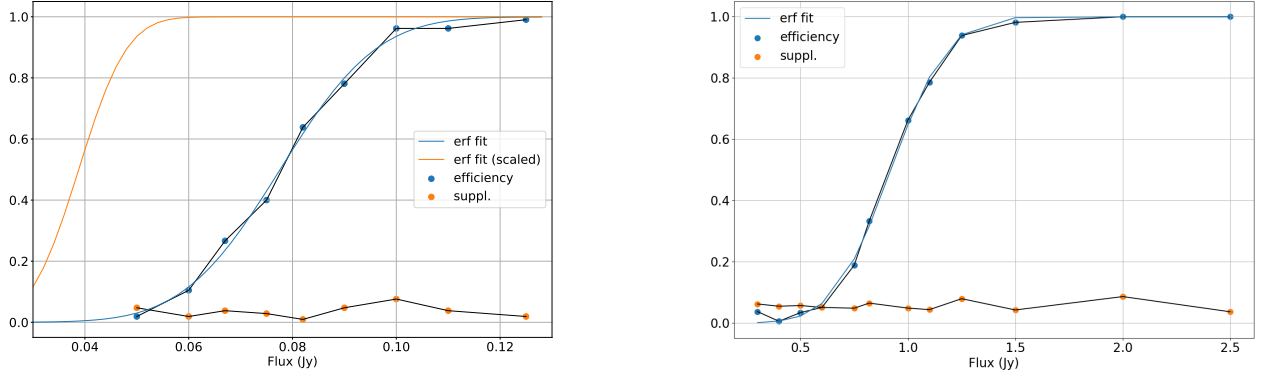 1.0
0.8
0.6
0.4
0.2
0.0
erf fit
erf fit (scaled)
efficiency
suppl.
0.04 0.06 0.08 0.10 0.12
Flux (Jy)
erf fit
efficiency
suppl.
1.0
0.8
0.6
0.4
0.2
0.0
0.5 1.0 1.5 2.0 2.5
Flux (Jy)